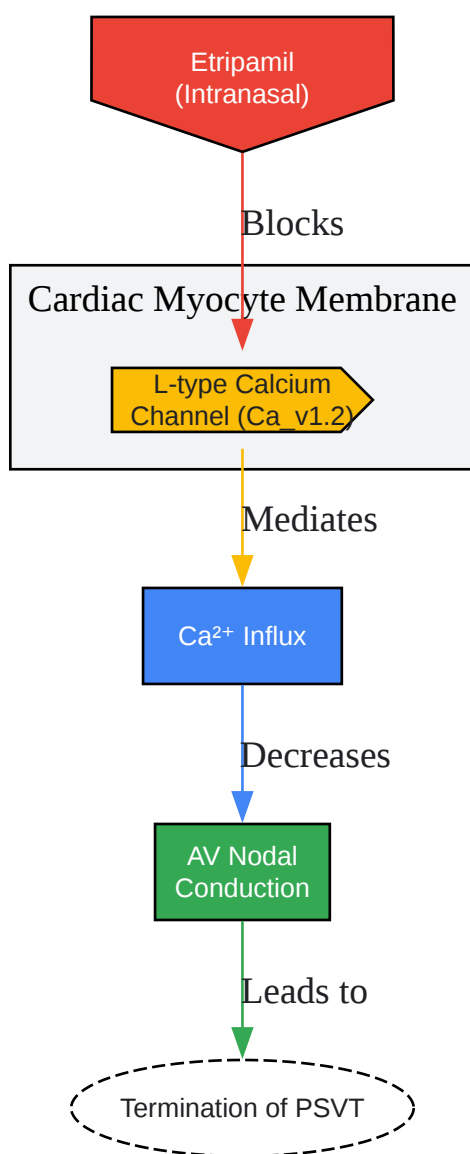 Etripamil
(Intranasal)
Blocks
Cardiac Myocyte Membrane
L-type Calcium
Channel (Ca_v1.2)
Mediates
Ca²⁺ Influx
Decreases
AV Nodal
Conduction
Leads to
Termination of PSVT